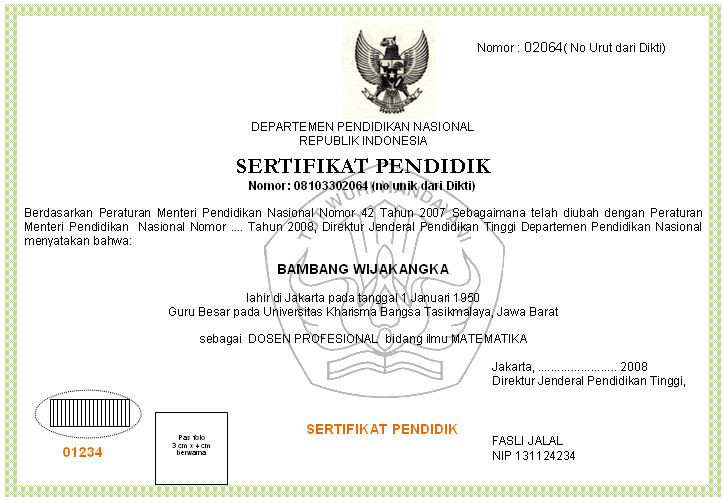 Nomor : 02064( No Urut dari Dikti)
DEPARTEMEN PENDIDIKAN NASIONAL
REPUBLIK INDONESIA
SERTIFIKAT PENDIDIK
Nomor: 08103302064 (no unik dari Dikti)
TUT WURI HANDAYANI
Berdasarkan Peraturan Menteri Pendidikan Nasional Nomor 42 Tahun 2007 Sebagaimana telah diubah dengan Peraturan
Menteri Pendidikan Nasional Nomor .... Tahun 2008, Direktur Jenderal Pendidikan Tinggi Departemen Pendidikan Nasional
menyatakan bahwa:
BAMBANG WIJAKANGKA
lahir di Jakarta pada tanggal 1 Januari 1950
Guru Besar pada Universitas Kharisma Bangsa Tasikmalaya, Jawa Barat
sebagai DOSEN PROFESIONAL bidang ilmu MATEMATIKA
Jakarta, ........................ 2008
Direktur Jenderal Pendidikan Tinggi,
01234
Pas foto
3 cm x 4 cm
berwarna
SERTIFIKAT PENDIDIK
FASLI JALAL
NIP 131124234